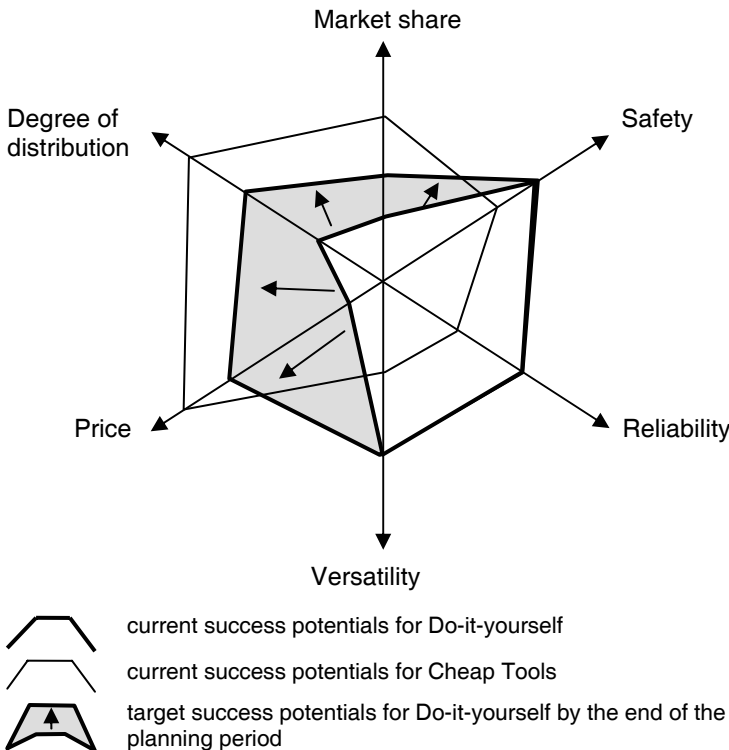 Market share
Degree of
distribution
Safety
Price
Reliability
Versatility
current success potentials for Do-it-yourself
current success potentials for Cheap Tools
target success potentials for Do-it-yourself by the end of the
planning period